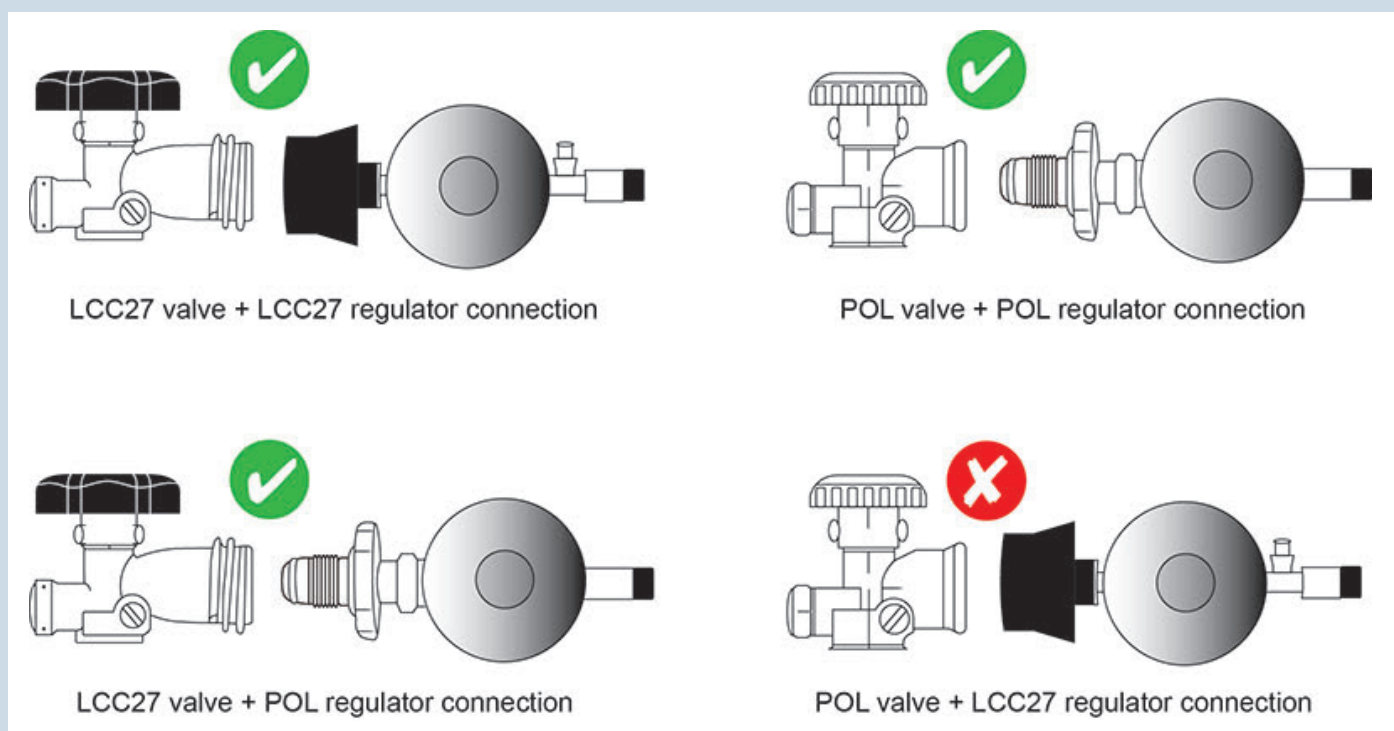 LCC27 valve + LCC27 regulator connection
POL valve + POL regulator connection
LCC27 valve + POL regulator connection
POL valve + LCC27 regulator connection